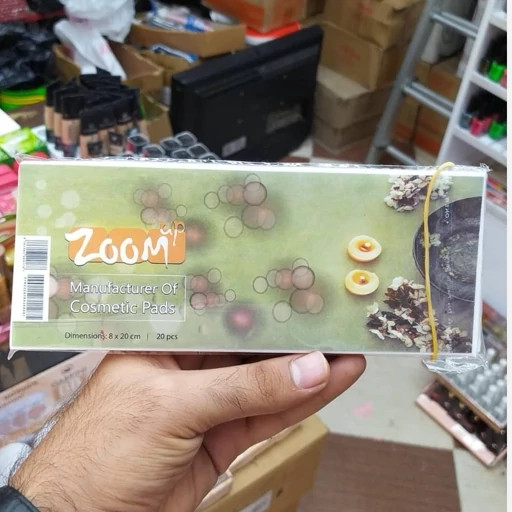 ZOOM up
Manufacturer Of
Cosmetic Pads
Dimensions: 8 x 20 cm | 20 pcs